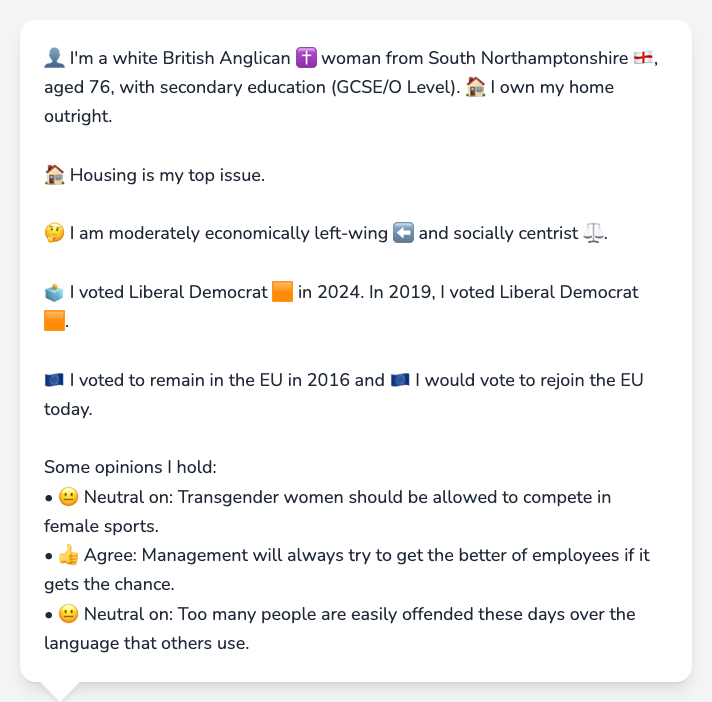 👤 I'm a white British Anglican ✝️ woman from South Northamptonshire 🏴󠁧󠁢󠁥󠁮󠁧󠁿,
aged 76, with secondary education (GCSE/O Level). 🏠 I own my home
outright.
🏠 Housing is my top issue.
🤔 I am moderately economically left-wing ⬅️ and socially centrist ⚖️.
🗳️ I voted Liberal Democrat 🟧 in 2024. In 2019, I voted Liberal Democrat
🟧.
🇪🇺 I voted to remain in the EU in 2016 and 🇪🇺 I would vote to rejoin the EU
today.
Some opinions I hold:
• 😐 Neutral on: Transgender women should be allowed to compete in
female sports.
• 👍 Agree: Management will always try to get the better of employees if it
gets the chance.
• 😐 Neutral on: Too many people are easily offended these days over the
language that others use.